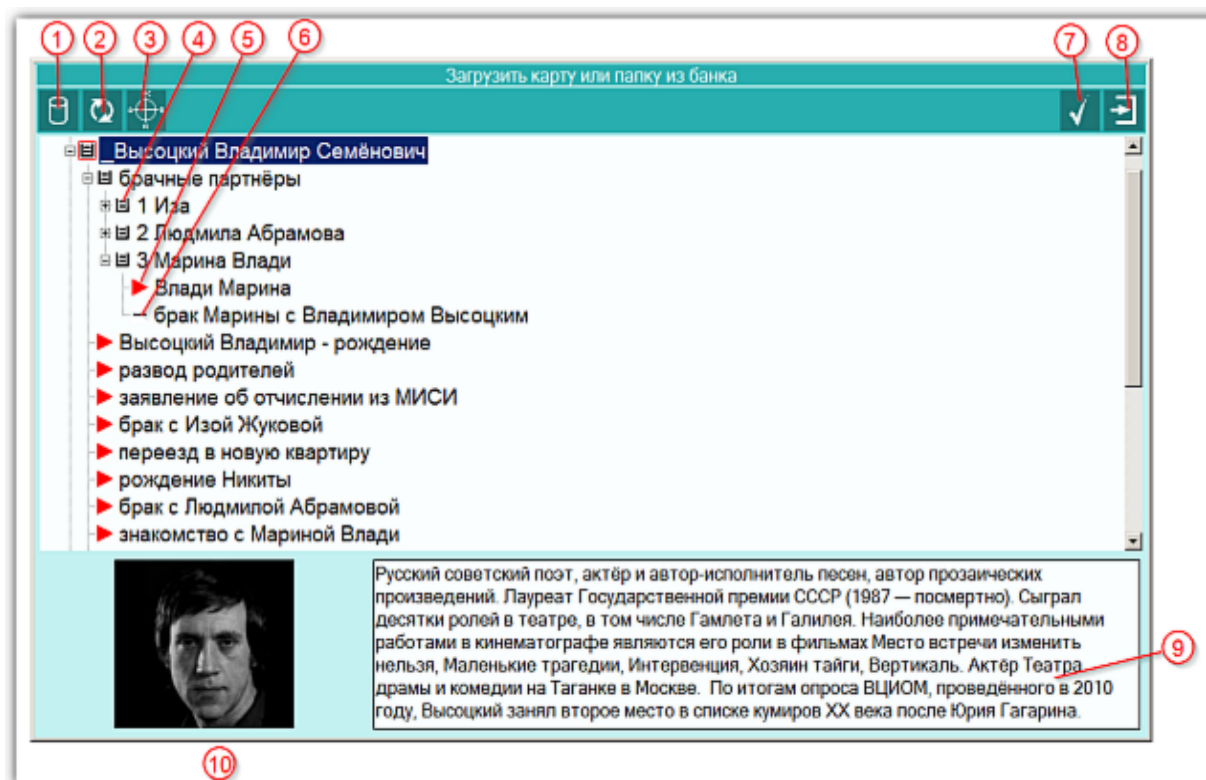 1 2 3 4 5 6 7 8
Загрузить карту или папку из банка
_Высоцкий Владимир Семёнович
брачные партнёры
1 Иза
2 Людмила Абрамова
3 Марина Влади
Влади Марина
брак Марины с Владимиром Высоцким
Высоцкий Владимир - рождение
развод родителей
заявление об отчислении из МИСИ
брак с Изой Жуковой
переезд в новую квартиру
рождение Никиты
брак с Людмилой Абрамовой
знакомство с Мариной Влади
Русский советский поэт, актёр и автор-исполнитель песен, автор прозаических
произведений. Лауреат Государственной премии СССР (1987 — посмертно). Сыграл
десятки ролей в театре, в том числе Гамлета и Галилея. Наиболее примечательными
работами в кинематографе являются его роли в фильмах Место встречи изменить
нельзя, Маленькие трагедии, Интервенция, Хозяин тайги, Вертикаль. Актёр Театра
драмы и комедии на Таганке в Москве. По итогам опроса ВЦИОМ, проведённого в 2010
году, Высоцкий занял второе место в списке кумиров XX века после Юрия Гагарина.
9
10